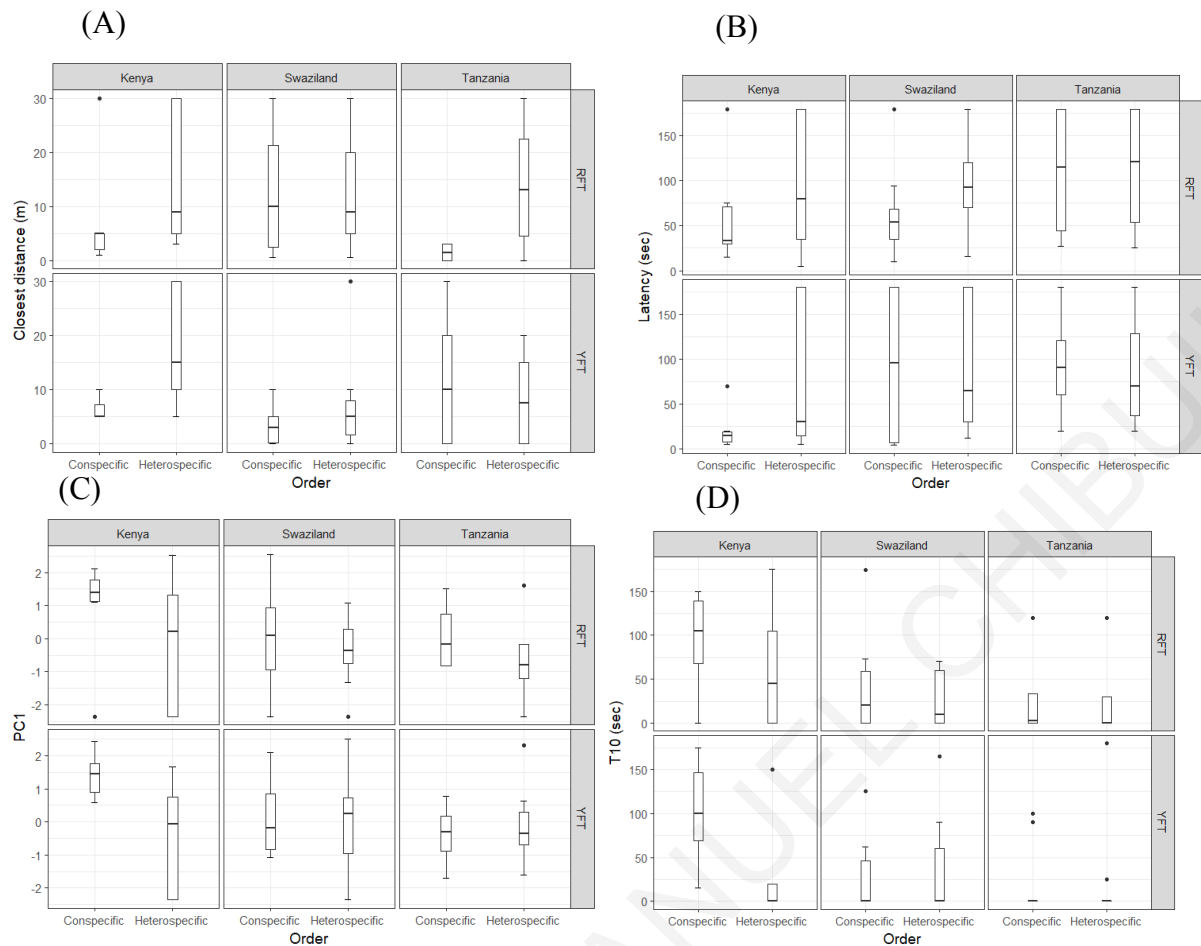 (A)
Kenya Swaziland Tanzania
30
20
10
0
RFT
30
20
10
0
YFT
Closest distance (m)
Conspecific Heterospecific Conspecific Heterospecific Conspecific Heterospecific
Order
(B)
Kenya Swaziland Tanzania
150
100
50
0
RFT
150
100
50
0
YFT
Latency (sec)
Conspecific Heterospecific Conspecific Heterospecific Conspecific Heterospecific
Order
(C)
Kenya Swaziland Tanzania
2
1
0
-1
-2
RFT
2
1
0
-1
-2
YFT
PC1
Conspecific Heterospecific Conspecific Heterospecific Conspecific Heterospecific
Order
(D)
Kenya Swaziland Tanzania
150
100
50
0
RFT
150
100
50
0
YFT
T10 (sec)
Conspecific Heterospecific Conspecific Heterospecific Conspecific Heterospecific
Order